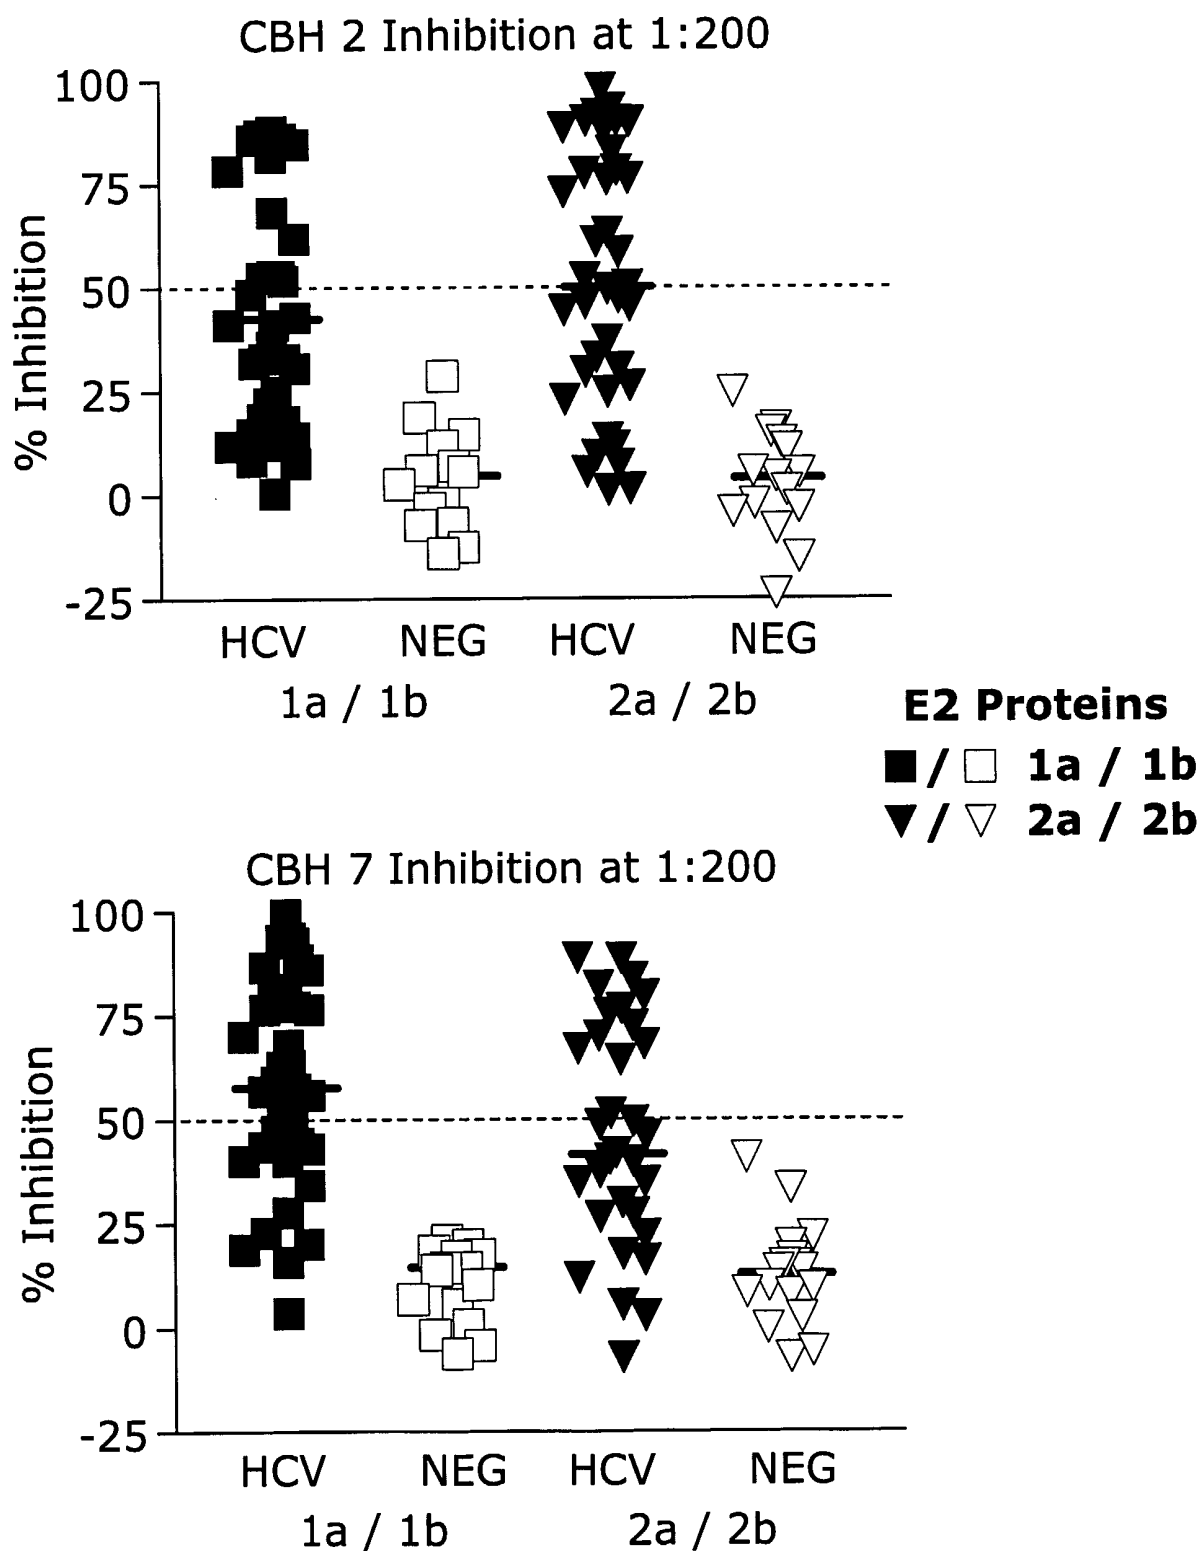 CBH 2 Inhibition at 1:200
100
75
50
25
0
-25
% Inhibition
HCV NEG HCV NEG
1a / 1b 2a / 2b
E2 Proteins
/ 1a / 1b
/ 2a / 2b
CBH 7 Inhibition at 1:200
100
75
50
25
0
-25
% Inhibition
HCV NEG HCV NEG
1a / 1b 2a / 2b